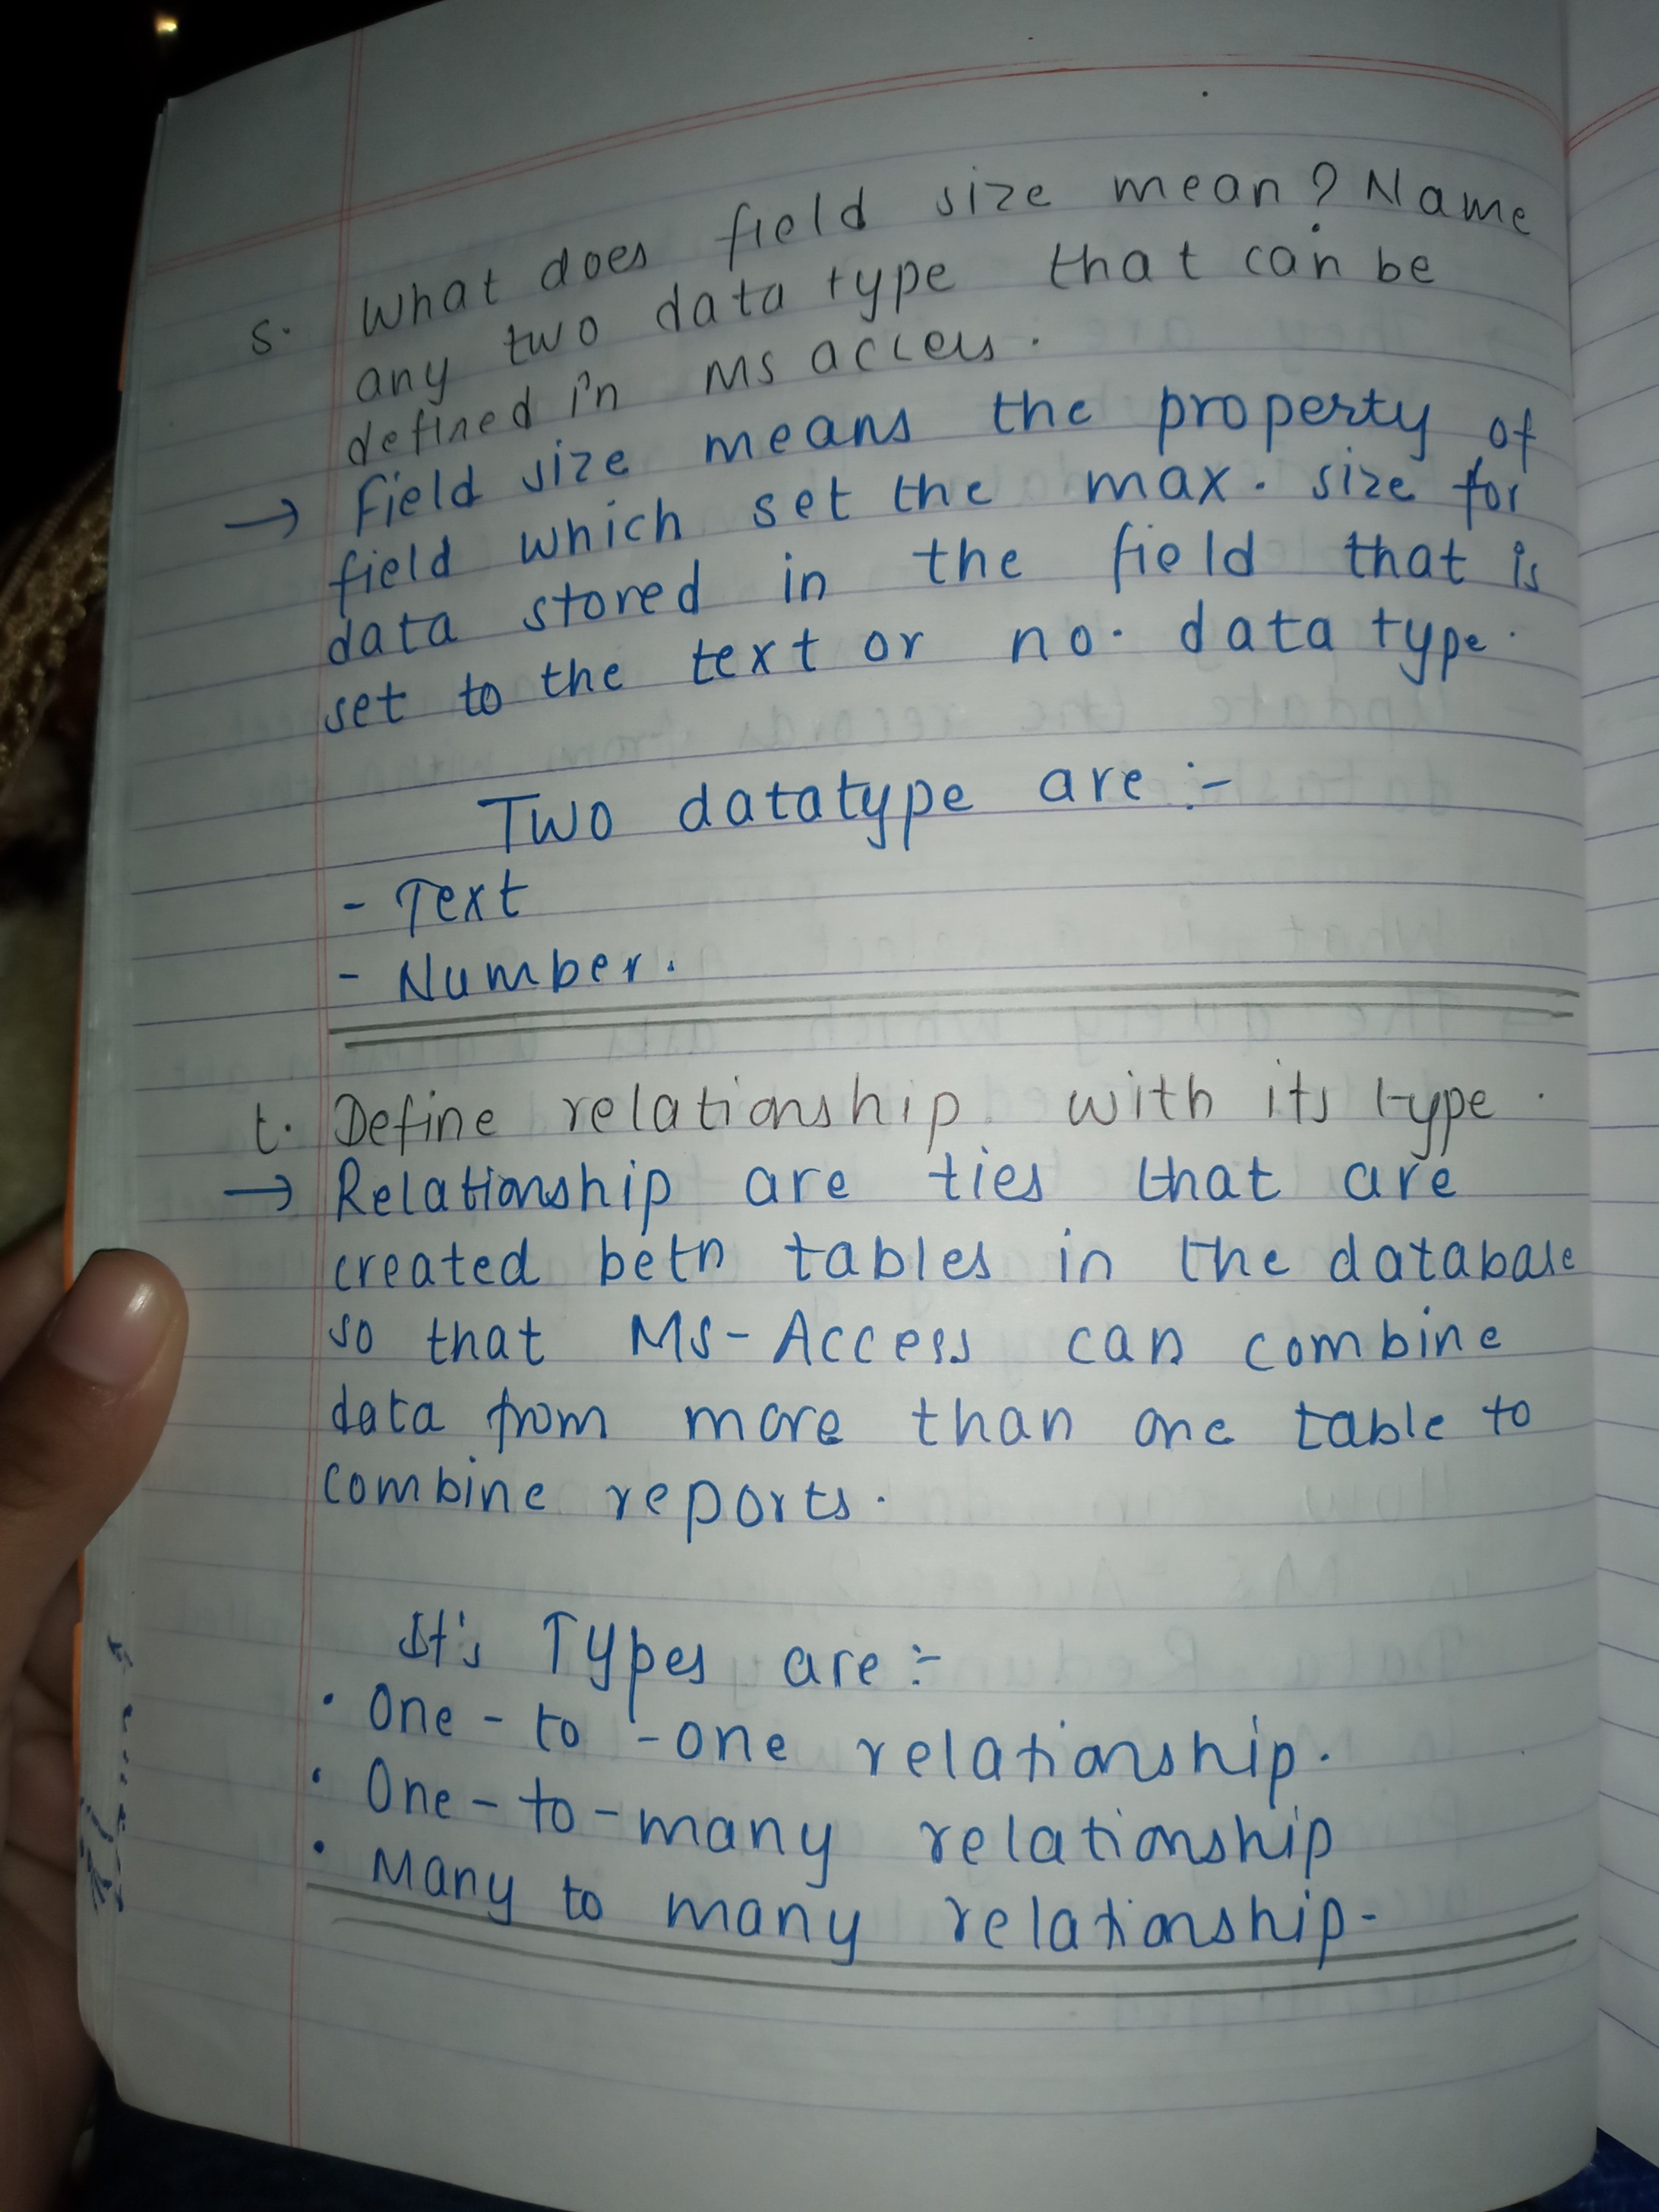 s. What does field size mean? Name
any two data type that can be
defined in Ms access.
→ Field size means the property of
field which set the max. size for
data stored in the field that is
set to the text or no. data type.
Two datatype are :-
- Text
- Number.
t. Define relationship with its type.
→ Relationship are ties that are
created betn tables in the database
so that Ms-Access can combine
data from more than one table to
combine reports.
It's Types are :-
• One-to-one relationship.
• One-to-many relationship
• Many to many relationship-